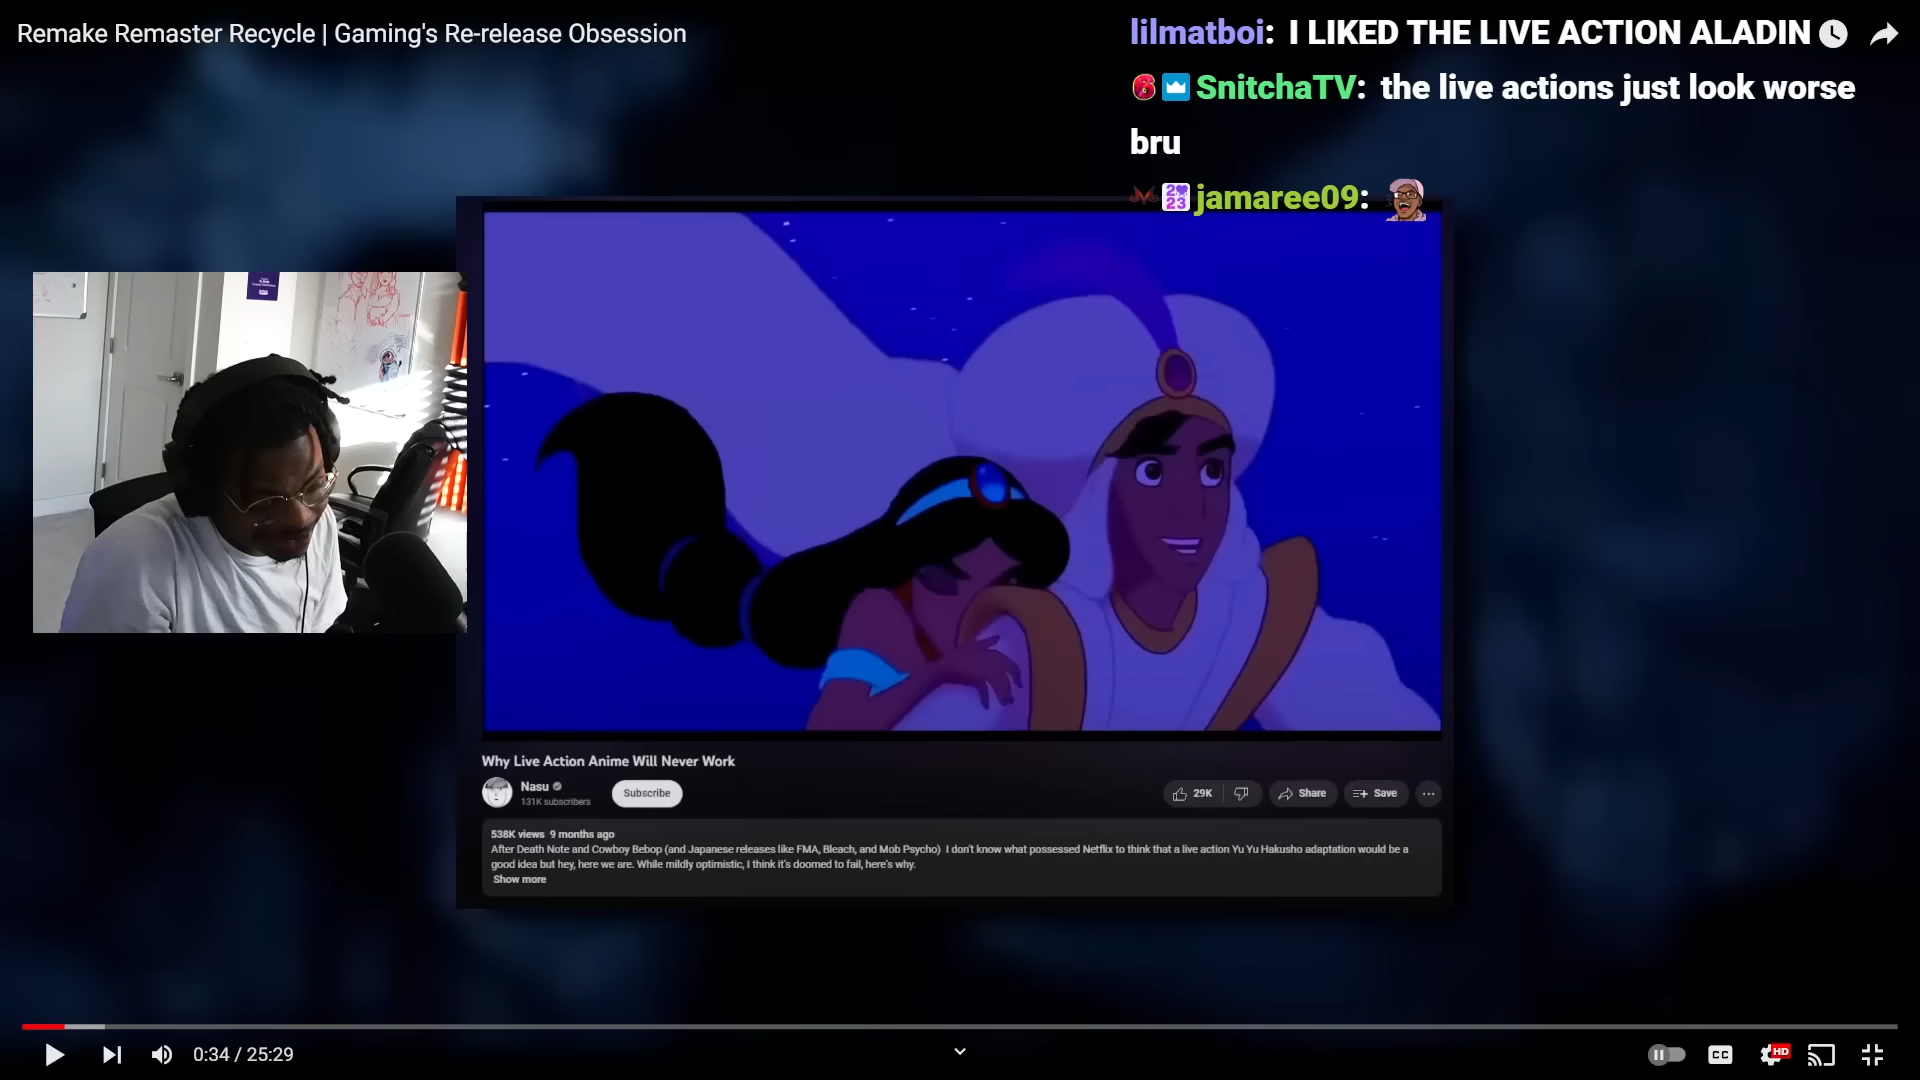 Remake Remaster Recycle | Gaming's Re-release Obsession
lilmatboi: I LIKED THE LIVE ACTION ALADIN
SnitchaTV: the live actions just look worse
bru
2023 jamaree09:
Why Live Action Anime Will Never Work
Nasu
131K subscribers
Subscribe
29K
Share
Save
538K views 9 months ago
After Death Note and Cowboy Bebop (and Japanese releases like FMA, Bleach, and Mob Psycho) I don't know what possessed Netflix to think that a live action Yu Yu Hakusho adaptation would be a
good idea but hey, here we are. While mildly optimistic, I think it's doomed to fail, here's why.
Show more
0:34 / 25:29
CC
HD